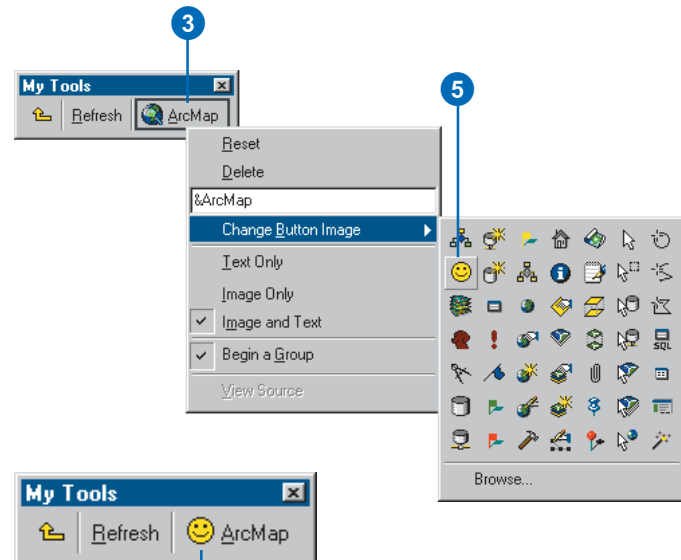 3
My Tools
Refresh ArcMap
5
Reset
Delete
&ArcMap
Change Button Image
Text Only
Image Only
Image and Text
Begin a Group
View Source
SQL
Browse...
My Tools
Refresh ArcMap